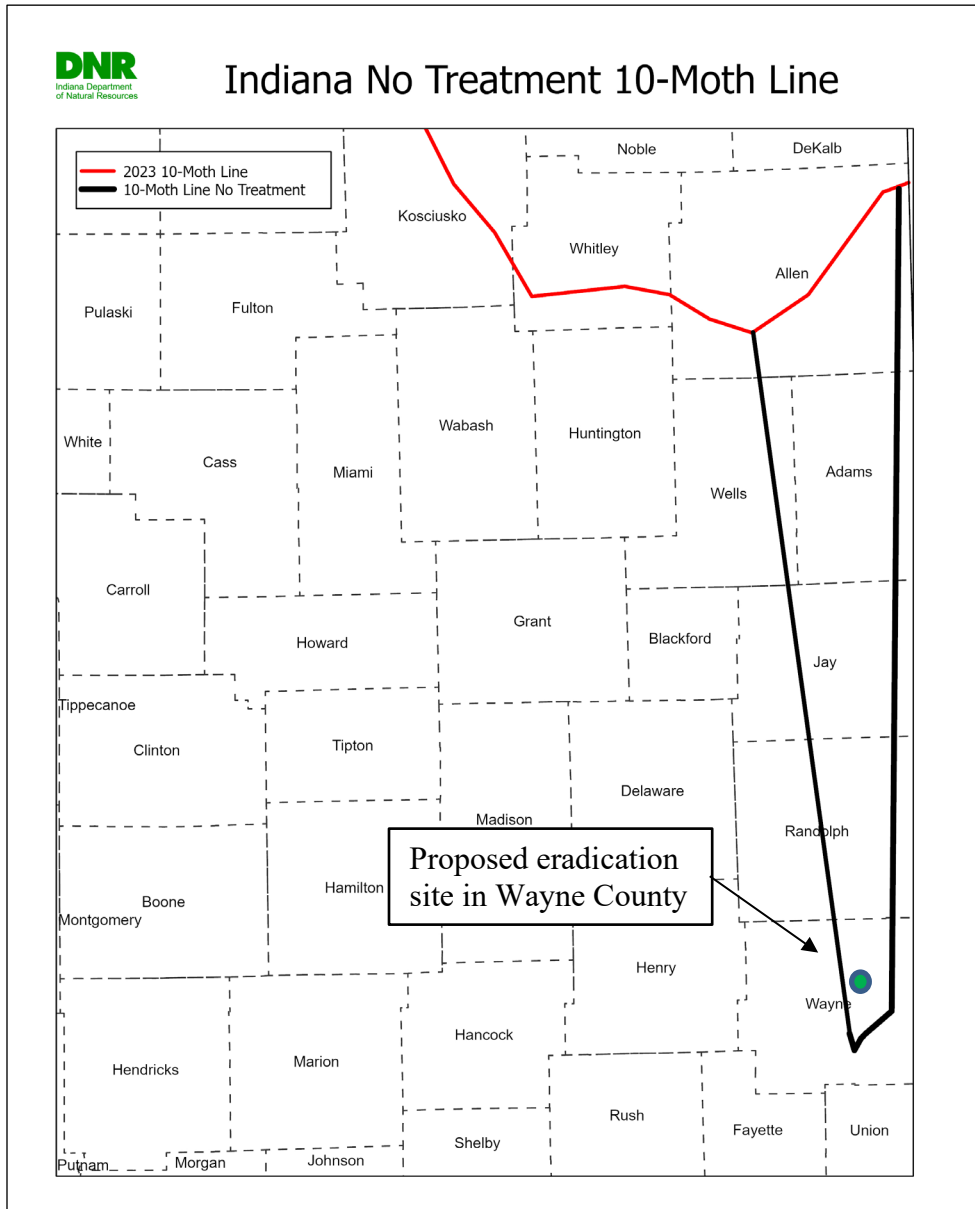 DNR
Indiana Department
of Natural Resources
Indiana No Treatment 10-Moth Line
2023 10-Moth Line
10-Moth Line No Treatment
Noble
DeKalb
Kosciusko
Whitley
Allen
Pulaski
Fulton
White
Cass
Miami
Wabash
Huntington
Wells
Adams
Carroll
Howard
Grant
Blackford
Jay
Tippecanoe
Clinton
Tipton
Madison
Delaware
Randolph
Proposed eradication
site in Wayne County
Boone
Hamilton
Montgomery
Henry
Wayne
Hancock
Hendricks
Marion
Rush
Fayette
Union
Shelby
Putnam
Morgan
Johnson